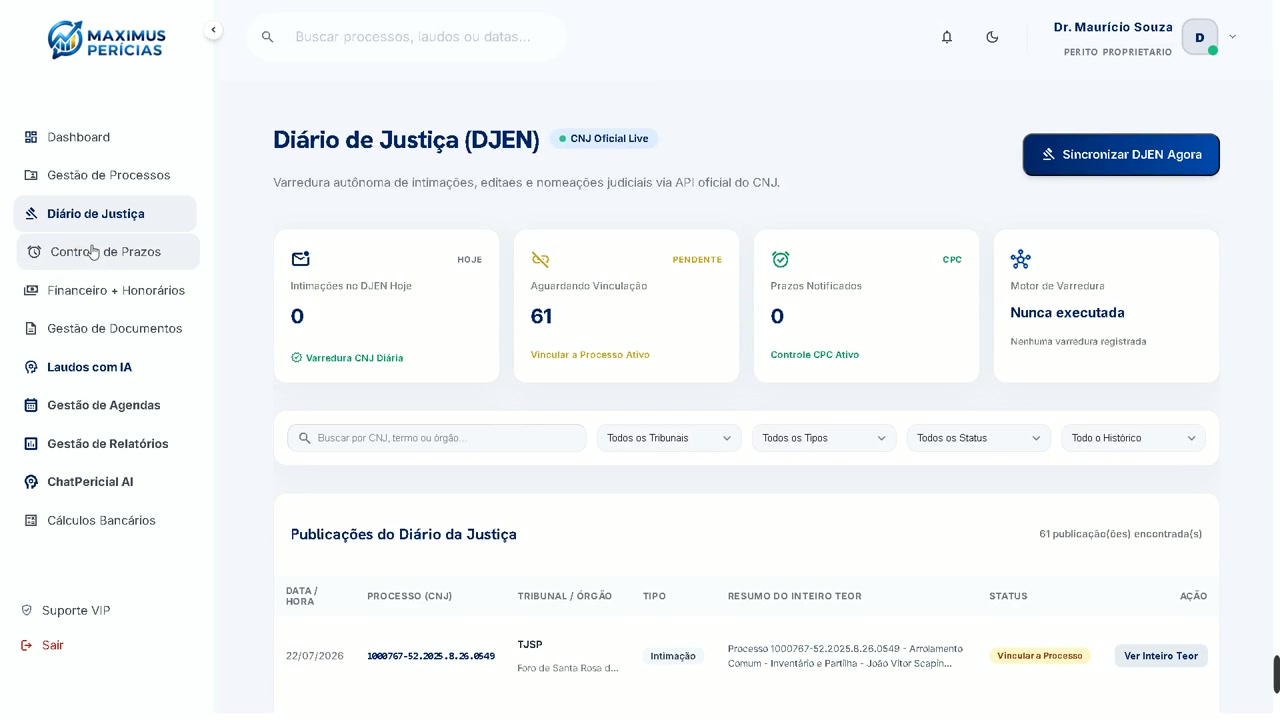 MAXIMUS
PERÍCIAS
Buscar processos, laudos ou datas...
Dr. Maurício Souza
PERITO PROPRIETARIO
D
Dashboard
Gestão de Processos
Diário de Justiça
Controle de Prazos
Financeiro + Honorários
Gestão de Documentos
Laudos com IA
Gestão de Agendas
Gestão de Relatórios
ChatPericial AI
Cálculos Bancários
Suporte VIP
Sair
Diário de Justiça (DJEN)
CNJ Oficial Live
Varredura autônoma de intimações, editaes e nomeações judiciais via API oficial do CNJ.
Sincronizar DJEN Agora
HOJE
Intimações no DJEN Hoje
0
Varredura CNJ Diária
PENDENTE
Aguardando Vinculação
61
Vincular a Processo Ativo
CPC
Prazos Notificados
0
Controle CPC Ativo
Motor de Varredura
Nunca executada
Nenhuma varredura registrada
Buscar por CNJ, termo ou órgão...
Todos os Tribunais
Todos os Tipos
Todos os Status
Todo o Histórico
Publicações do Diário da Justiça
61 publicação(ões) encontrada(s)
DATA /
HORA
PROCESSO (CNJ)
TRIBUNAL / ÓRGÃO
TIPO
RESUMO DO INTEIRO TEOR
STATUS
AÇÃO
22/07/2026
1000767-52.2025.8.26.0549
TJSP
Foro de Santa Rosa d...
Intimação
Processo 1000767-52.2025.8.26.0549 - Arrolamento
Comum - Inventário e Partilha - João Vitor Scapin...
Vincular a Processo
Ver Inteiro Teor